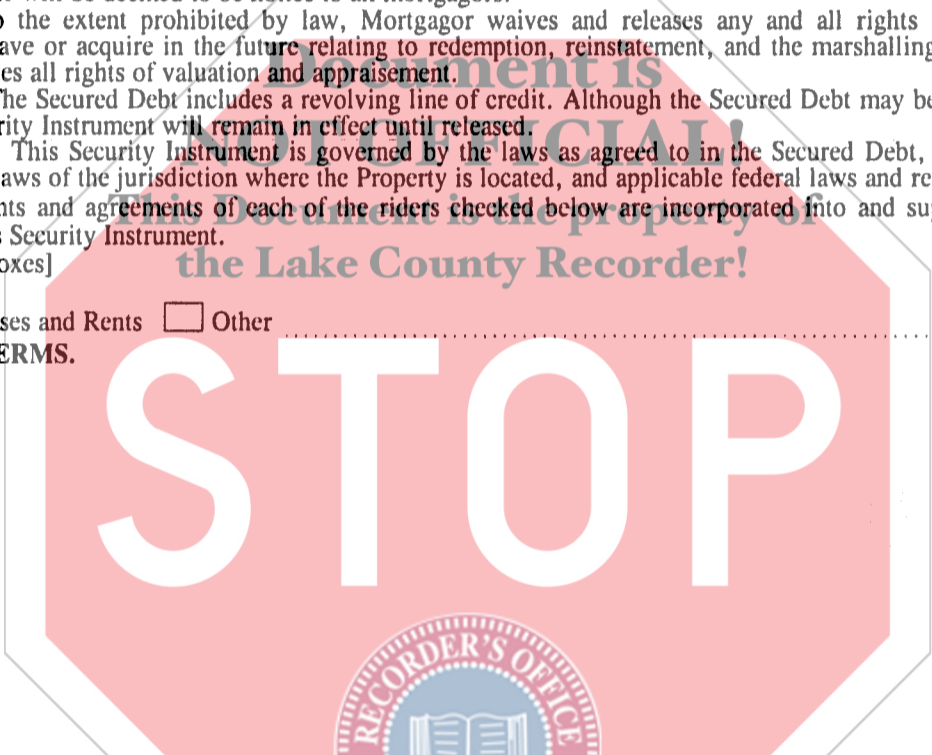 the extent prohibited by law, Mortgagor waives and releases any and all rights
ave or acquire in the future relating to redemption, reinstatement, and the marshalling
es all rights of valuation and appraisement.
Document is
he Secured Debt includes a revolving line of credit. Although the Secured Debt may be
rity Instrument will remain in effect until released.
NOT OFFICIAL!
This Security Instrument is governed by the laws as agreed to in the Secured Debt,
aws of the jurisdiction where the Property is located, and applicable federal laws and re
nts and agreements of each of the riders checked below are incorporated into and su
This Document is the property of
Security Instrument.
oxes]
the Lake County Recorder!
ses and Rents Other
ERMS.
STOP
RECORDER'S OFFICE